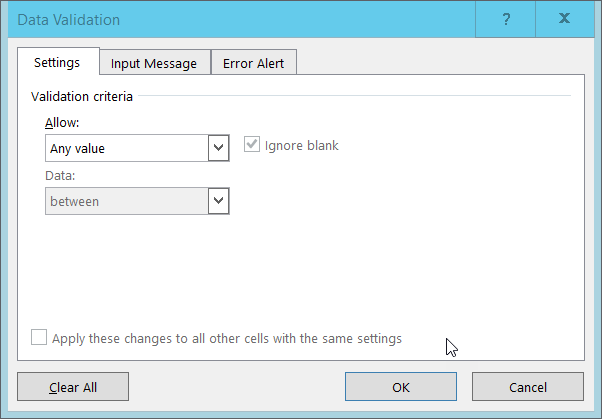 Data Validation ? x
Settings Input Message Error Alert
Validation criteria
Allow:
Any value Ignore blank
Data:
between
Apply these changes to all other cells with the same settings
Clear All OK Cancel